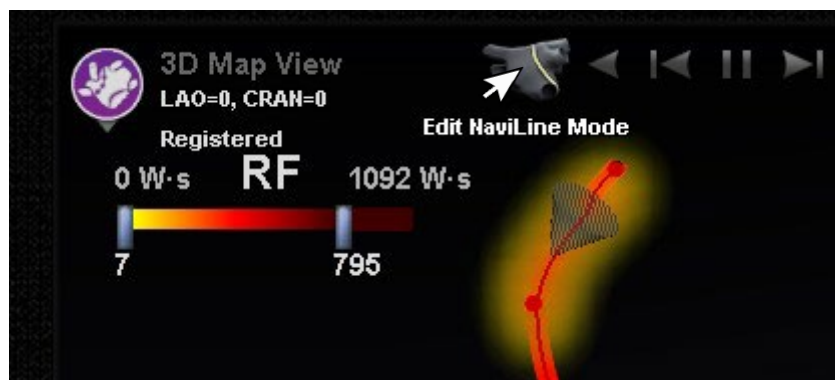 3D Map View
LAO=0, CRAN=0
Registered
Edit NaviLine Mode
0 W·s RF 1092 W·s
7 795